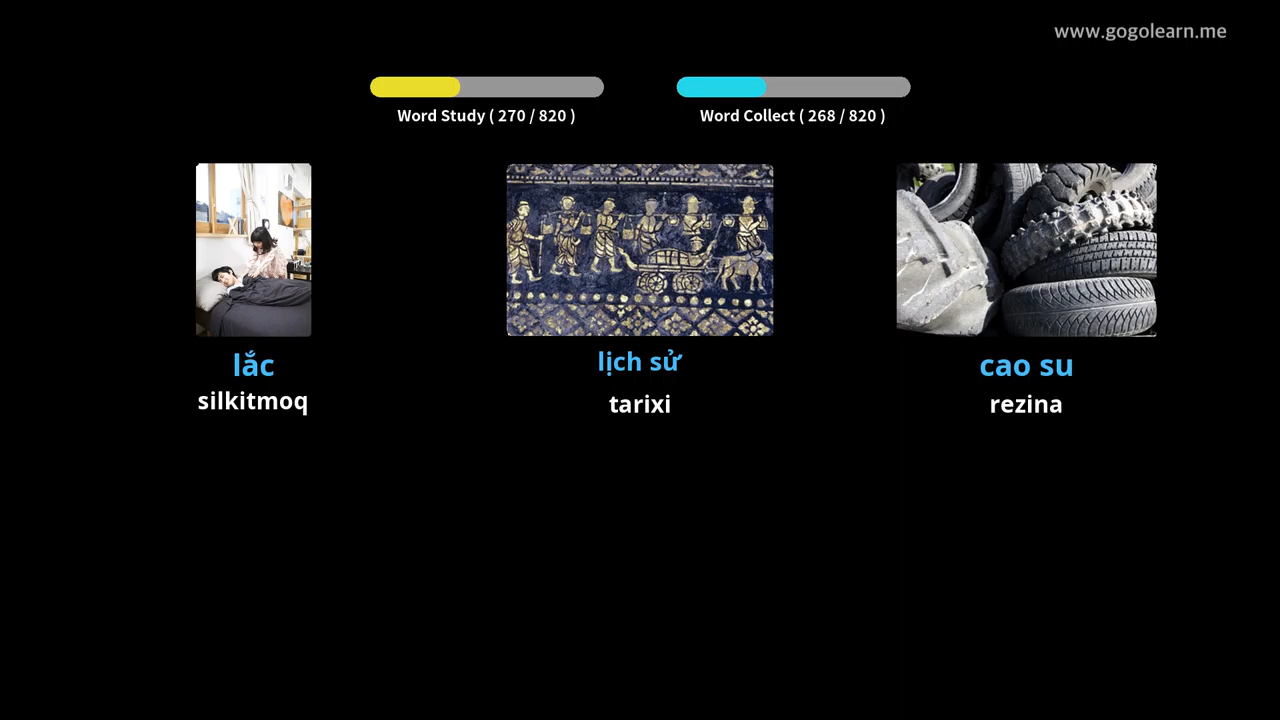 www.gogolearn.me
Word Study ( 270 / 820 )
Word Collect ( 268 / 820 )
lắc
silkitmoq
lịch sử
tarixi
cao su
rezina